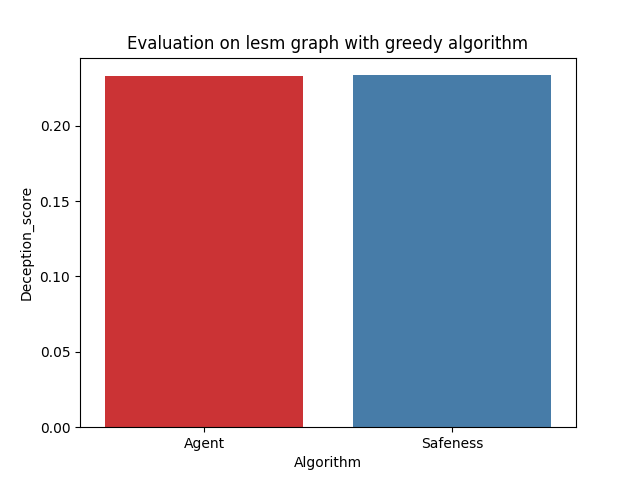 Evaluation on lesm graph with greedy algorithm
Deception_score
0.20
0.15
0.10
0.05
0.00
Agent
Safeness
Algorithm